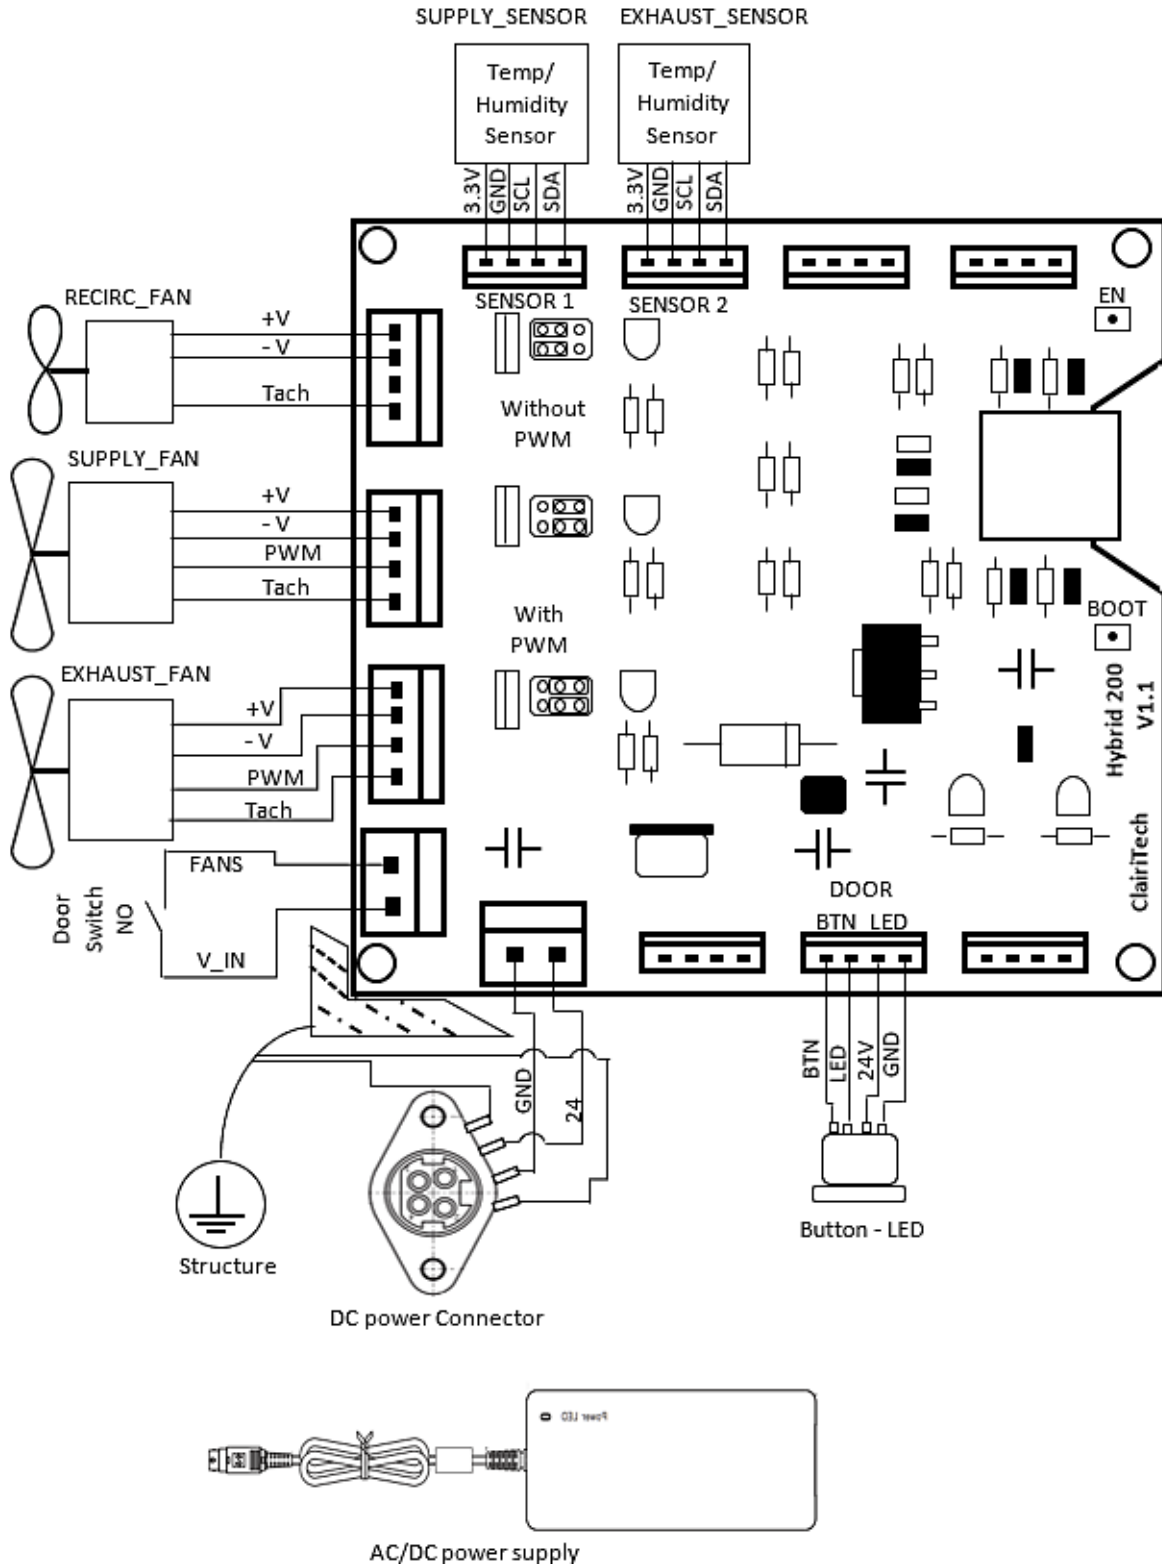 SUPPLY_SENSOR
EXHAUST_SENSOR
Temp/
Humidity
Sensor
Temp/
Humidity
Sensor
3.3V
GND
SCL
SDA
3.3V
GND
SCL
SDA
SENSOR 1
SENSOR 2
EN
RECIRC_FAN
+V
- V
Tach
Without
PWM
SUPPLY_FAN
+V
- V
PWM
Tach
With
PWM
BOOT
EXHAUST_FAN
+V
- V
PWM
Tach
Hybrid 200
V1.1
ClairiTech
FANS
Door
Switch
NO
V_IN
DOOR
BTN LED
GND
24
BTN
LED
24V
GND
Structure
Button - LED
DC power Connector
Power LED
AC/DC power supply